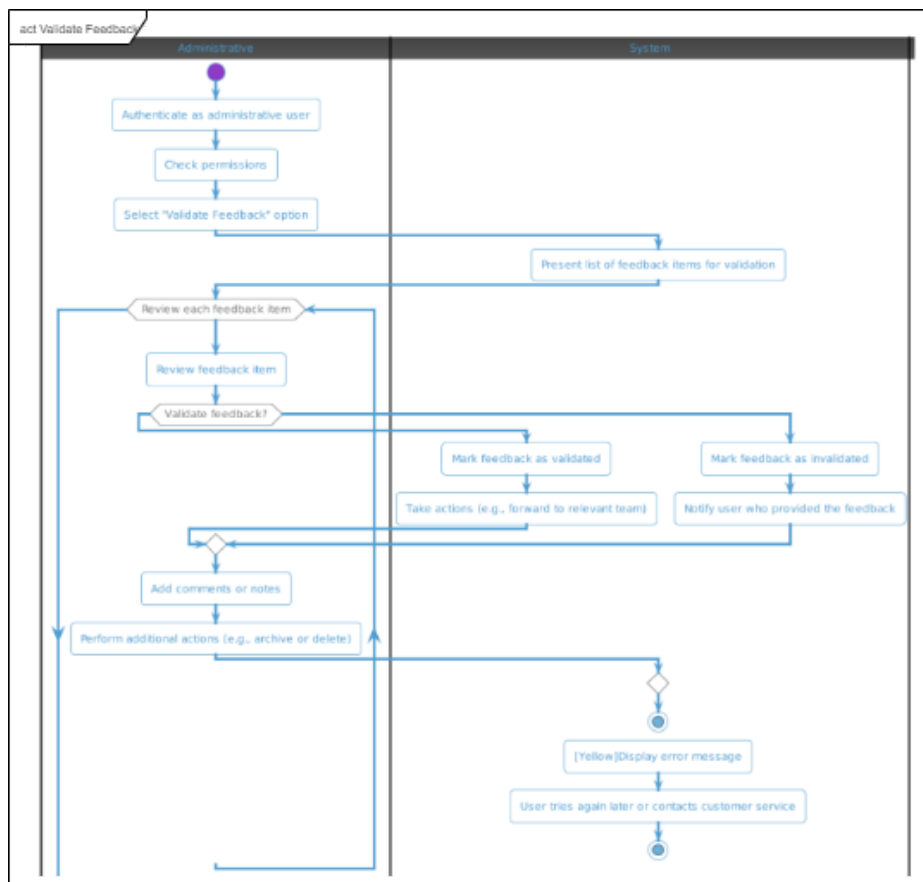 act Validate Feedback
Administrative
System
Authenticate as administrative user
Check permissions
Select "Validate Feedback" option
Present list of feedback items for validation
Review each feedback item
Review feedback item
Validate feedback?
Mark feedback as validated
Mark feedback as invalidated
Take actions (e.g., forward to relevant team)
Notify user who provided the feedback
Add comments or notes
Perform additional actions (e.g., archive or delete)
[Yellow]Display error message
User tries again later or contacts customer service